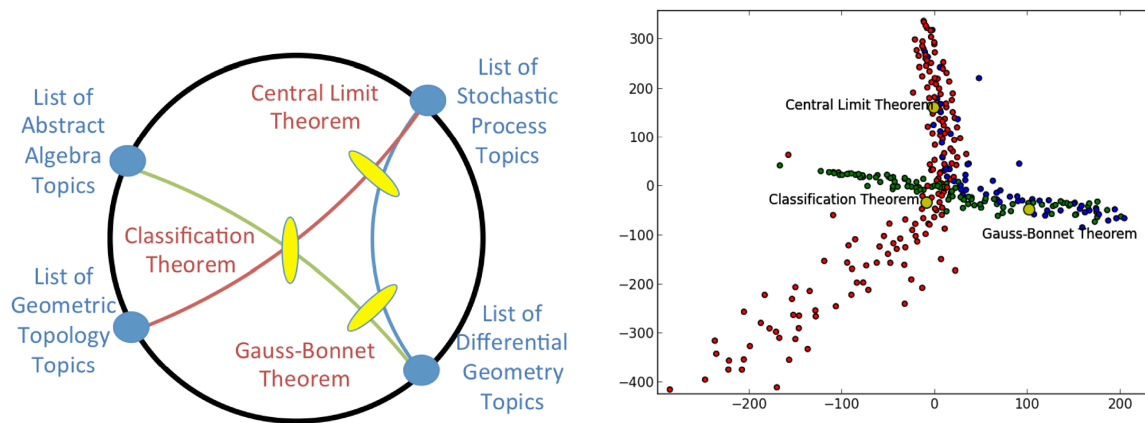 List of
Abstract
Algebra
Topics
Central Limit
Theorem
List of
Stochastic
Process
Topics
Classification
Theorem
List of
Geometric
Topology
Topics
Gauss-Bonnet
Theorem
List of
Differential
Geometry
Topics
300
200
100
0
−100
−200
−300
−400
Central Limit Theorem
Classification Theorem
Gauss-Bonnet Theorem
−200
−100
0
100
200